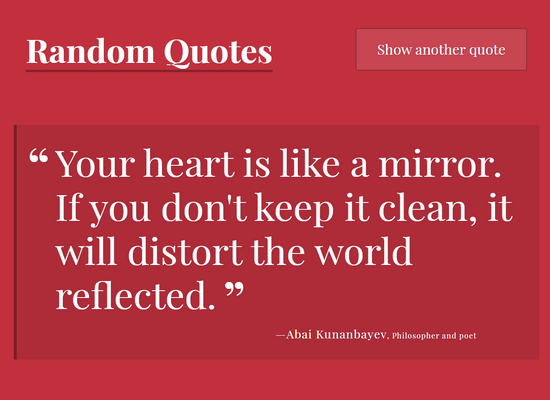 Random Quotes
Show another quote
“Your heart is like a mirror.
If you don't keep it clean, it
will distort the world
reflected.”
—Abai Kunanbayev, Philosopher and poet